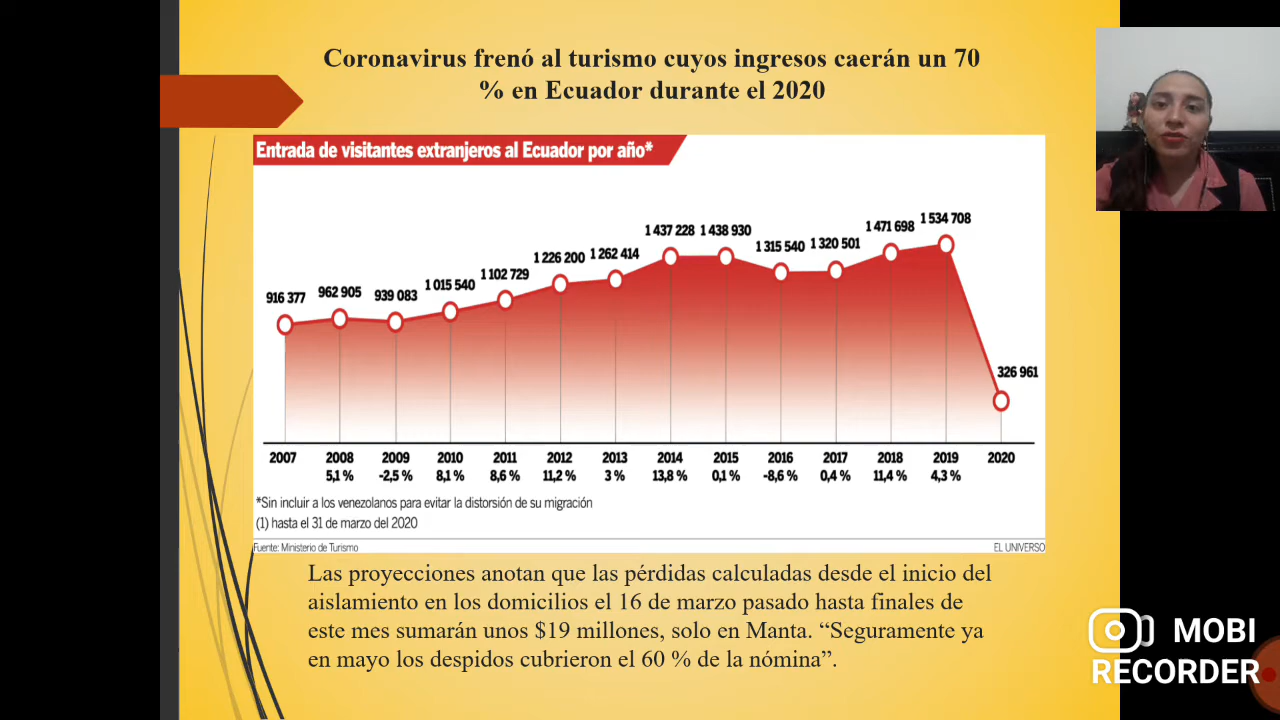 Coronavirus frenó al turismo cuyos ingresos caerán un 70
% en Ecuador durante el 2020
Entrada de visitantes extranjeros al Ecuador por año*
916 377 962 905 939 083 1 015 540 1 102 729 1 226 200 1 262 414 1 437 228 1 438 930 1 315 540 1 320 501 1 471 698 1 534 708 326 961
2007 2008 2009 2010 2011 2012 2013 2014 2015 2016 2017 2018 2019 2020
5,1 % -2,5 % 8,1 % 8,6 % 11,2 % 3 % 13,8 % 0,1 % -8,6 % 0,4 % 11,4 % 4,3 %
*Sin incluir a los venezolanos para evitar la distorsión de su migración
(1) hasta el 31 de marzo del 2020
Fuente: Ministerio de Turismo
EL UNIVERSO
Las proyecciones anotan que las pérdidas calculadas desde el inicio del
aislamiento en los domicilios el 16 de marzo pasado hasta finales de
este mes sumarán unos $19 millones, solo en Manta. “Seguramente ya
en mayo los despidos cubrieron el 60 % de la nómina”.
MOBI
RECORDER